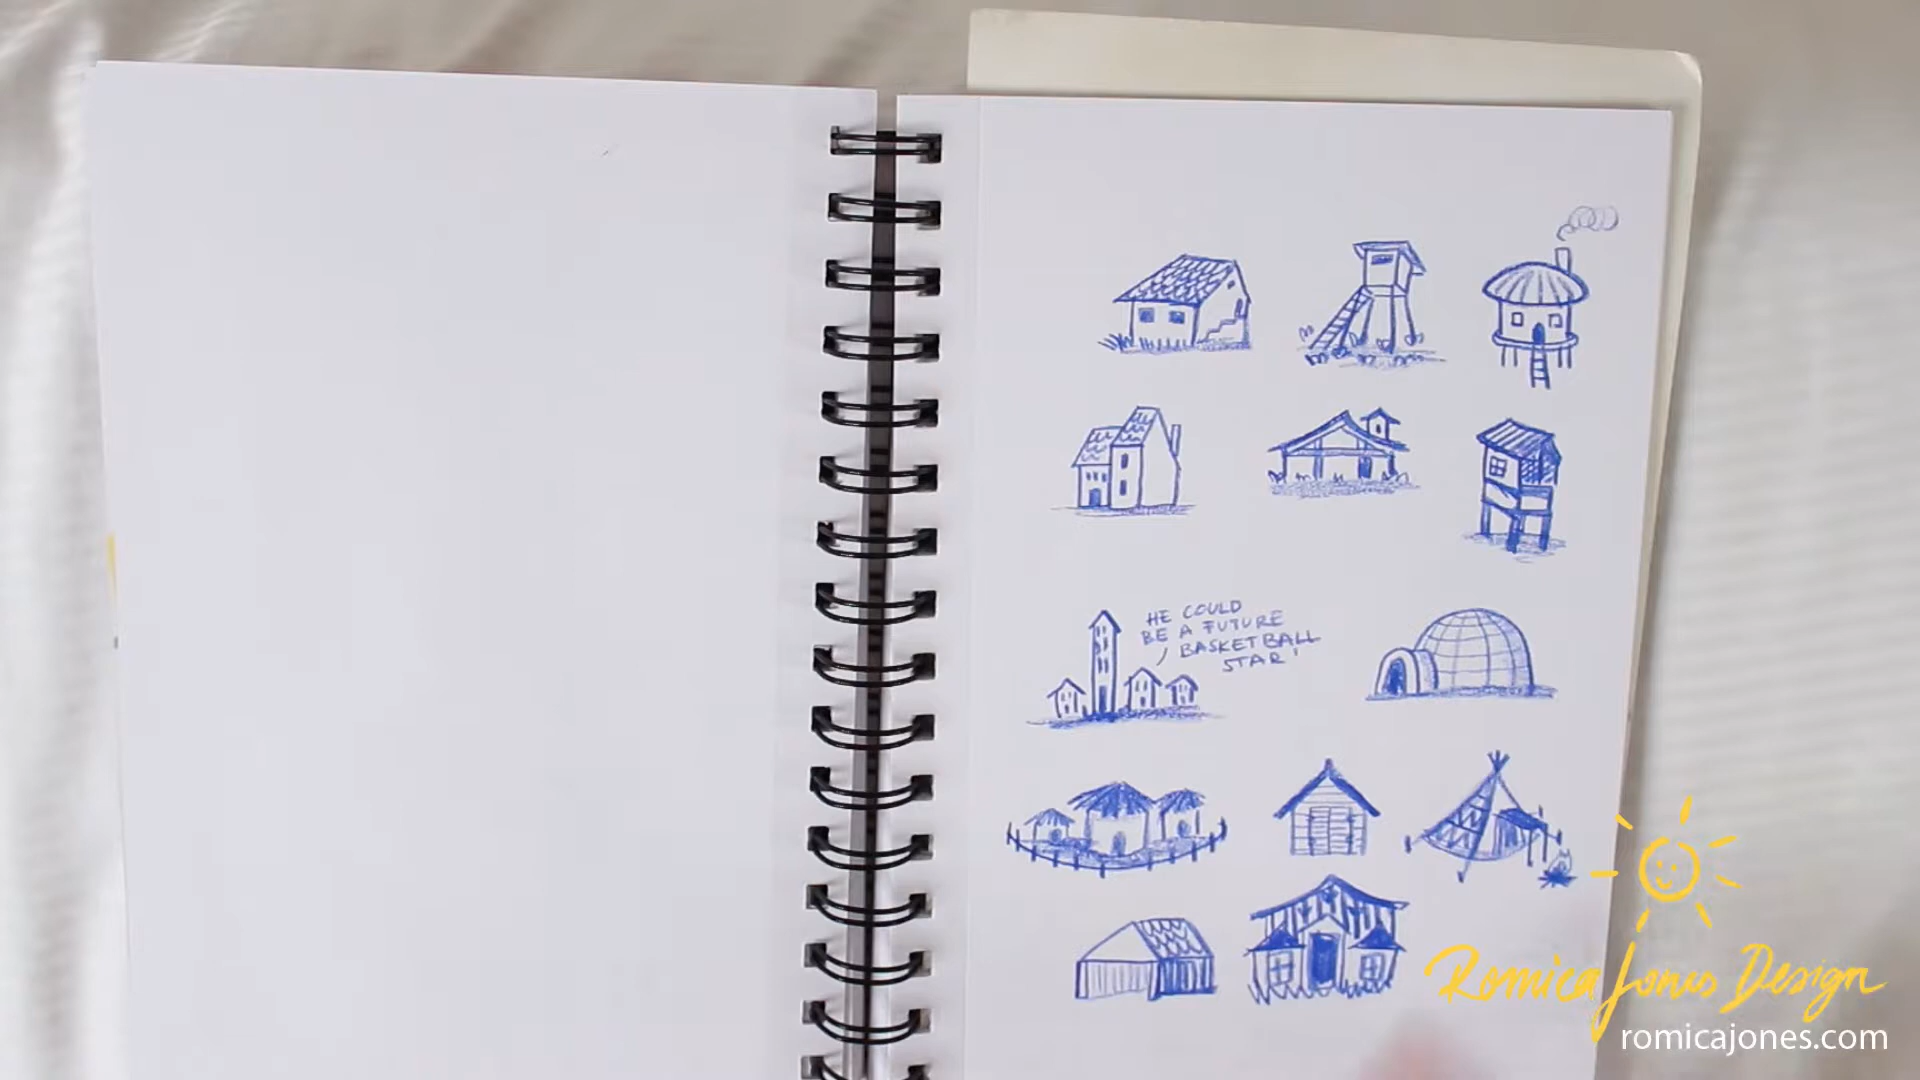 HE COULD
BE A FUTURE
BASKETBALL
STAR!
Romica Jones Design
romicajones.com